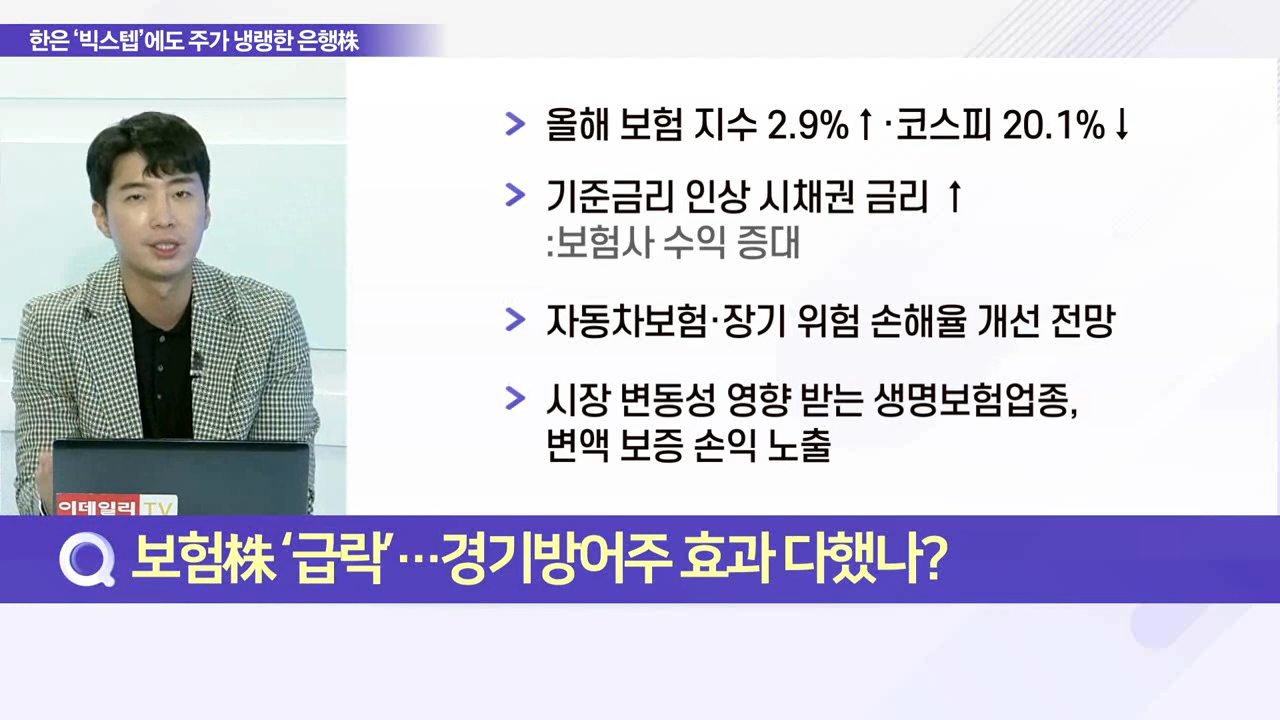 한은 ‘빅스텝’에도 주가 냉랭한 은행株
> 올해 보험 지수 2.9%↑·코스피 20.1%↓
> 기준금리 인상 시채권 금리 ↑
:보험사 수익 증대
> 자동차보험·장기 위험 손해율 개선 전망
> 시장 변동성 영향 받는 생명보험업종,
변액 보증 손익 노출
이데일리 TV
Q 보험株 ‘급락’…경기방어주 효과 다했나?